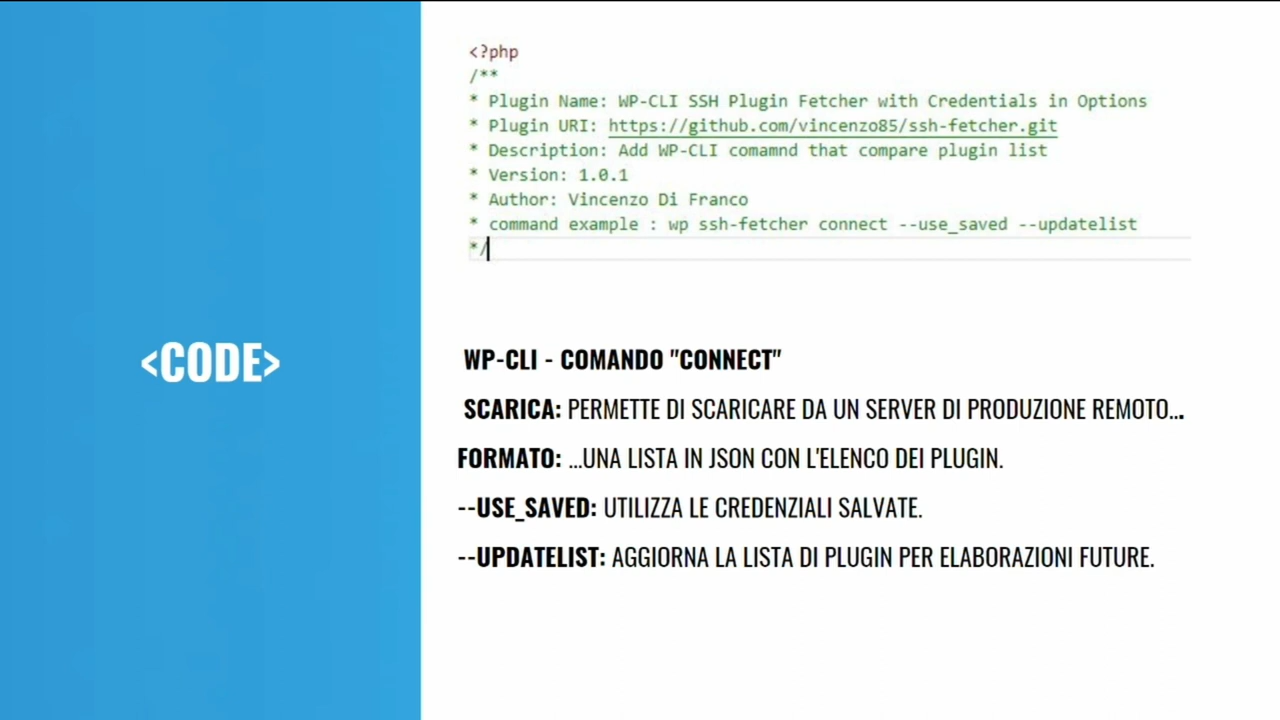 <CODE>
<?php
/**
* Plugin Name: WP-CLI SSH Plugin Fetcher with Credentials in Options
* Plugin URI: https://github.com/vincenzo85/ssh-fetcher.git
* Description: Add WP-CLI comamnd that compare plugin list
* Version: 1.0.1
* Author: Vincenzo Di Franco
* command example : wp ssh-fetcher connect --use_saved --updatelist
*/
WP-CLI - COMANDO "CONNECT"
SCARICA: PERMETTE DI SCARICARE DA UN SERVER DI PRODUZIONE REMOTO...
FORMATO: ...UNA LISTA IN JSON CON L'ELENCO DEI PLUGIN.
--USE_SAVED: UTILIZZA LE CREDENZIALI SALVATE.
--UPDATELIST: AGGIORNA LA LISTA DI PLUGIN PER ELABORAZIONI FUTURE.